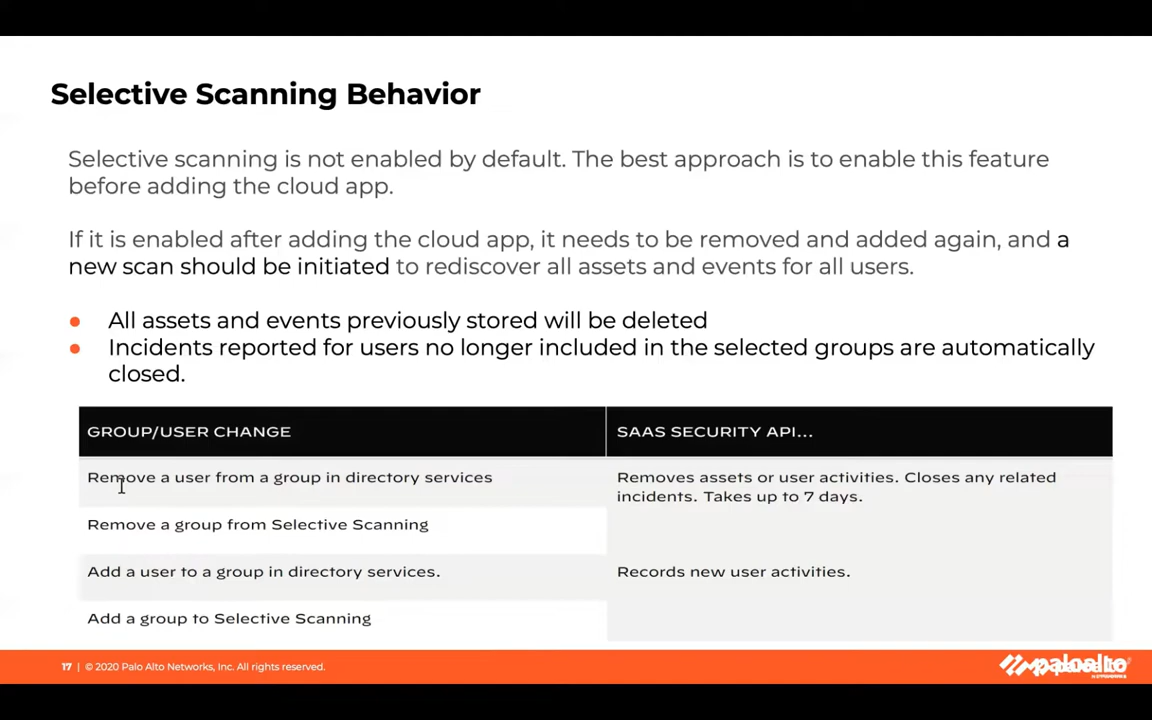 Selective Scanning Behavior
Selective scanning is not enabled by default. The best approach is to enable this feature
before adding the cloud app.
If it is enabled after adding the cloud app, it needs to be removed and added again, and a
new scan should be initiated to rediscover all assets and events for all users.
● All assets and events previously stored will be deleted
● Incidents reported for users no longer included in the selected groups are automatically
closed.
GROUP/USER CHANGE
SAAS SECURITY API...
Remove a user from a group in directory services
Removes assets or user activities. Closes any related
incidents. Takes up to 7 days.
Remove a group from Selective Scanning
Add a user to a group in directory services.
Records new user activities.
Add a group to Selective Scanning
17 | © 2020 Palo Alto Networks, Inc. All rights reserved.
paloalto